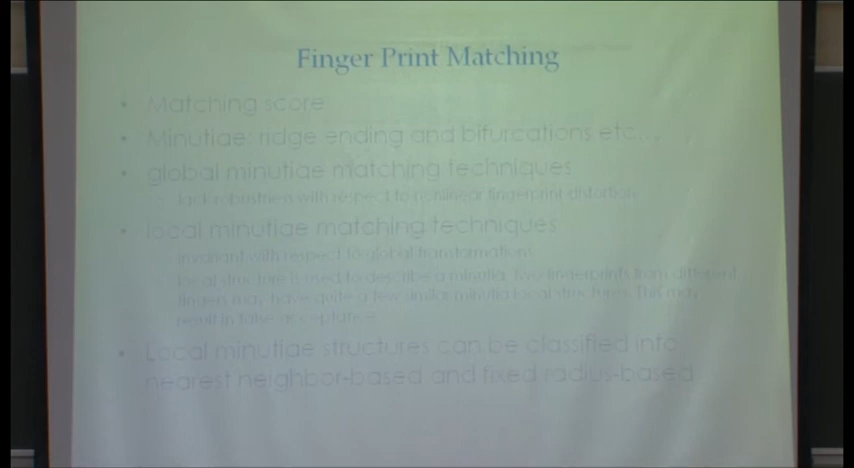 Finger Print Matching
• Matching score
• Minutiae: ridge ending and bifurcations etc…
• global minutiae matching techniques
lack robustness with respect to nonlinear fingerprint distortion
• local minutiae matching techniques
invariant with respect to global transformations
local structure is used to describe a minutia. Two fingerprints from different
fingers may have quite a few similar minutia local structures. This may
result in false acceptance
• Local minutiae structures can be classified into
nearest neighbor-based and fixed radius-based